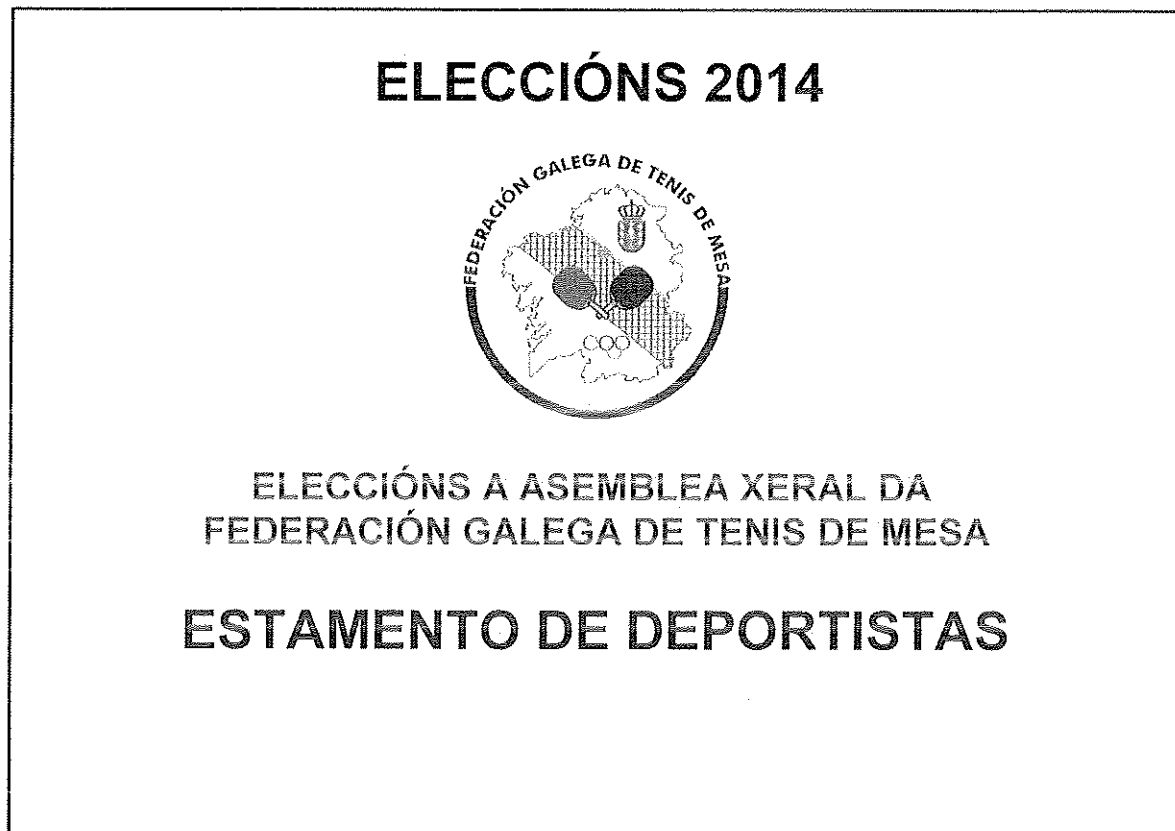 ELECCIÓNS 2014
FEDERACIÓN GALEGA DE TENIS DE MESA
ELECCIÓNS A ASEMBLEA XERAL DA
FEDERACIÓN GALEGA DE TENIS DE MESA
ESTAMENTO DE DEPORTISTAS